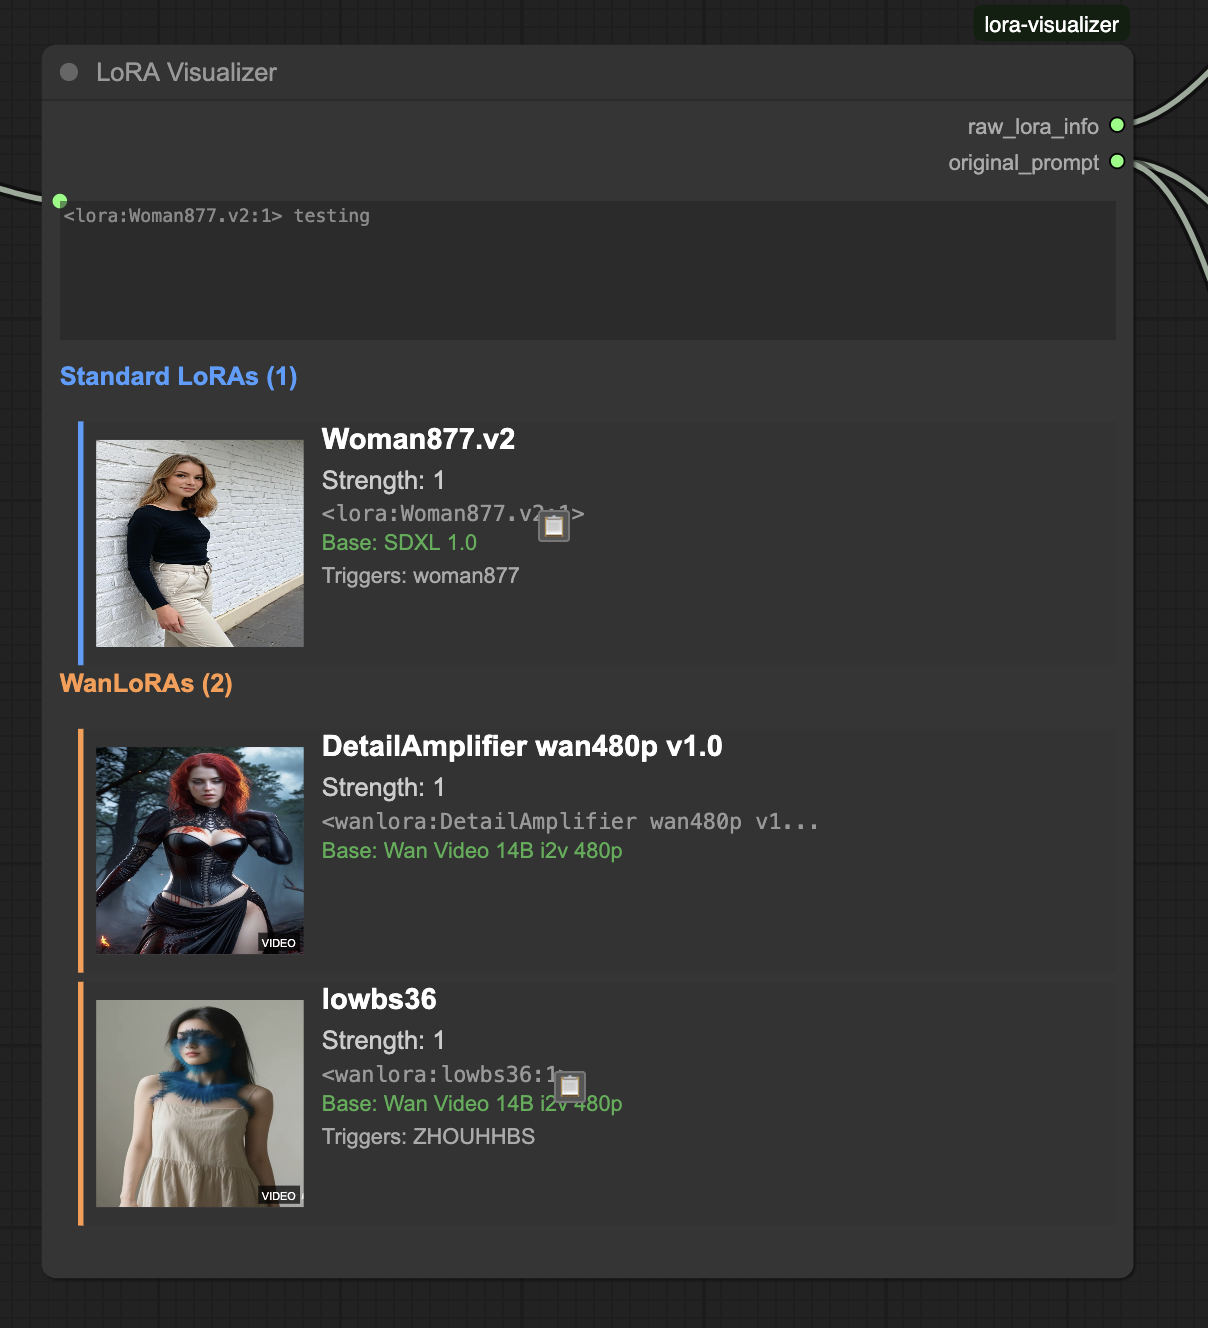 lora-visualizer
LoRA Visualizer
raw_lora_info
original_prompt
<lora:Woman877.v2:1> testing
Standard LoRAs (1)
Woman877.v2
Strength: 1
<lora:Woman877.v2:1>
Base: SDXL 1.0
Triggers: woman877
WanLoRAs (2)
DetailAmplifier wan480p v1.0
Strength: 1
<wanlora:DetailAmplifier wan480p v1...
Base: Wan Video 14B i2v 480p
VIDEO
lowbs36
Strength: 1
<wanlora:lowbs36:1
Base: Wan Video 14B i2v 480p
Triggers: ZHOUHHBS
VIDEO